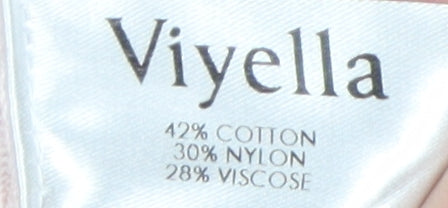 Viyella
42% COTTON
30% NYLON
28% VISCOSE